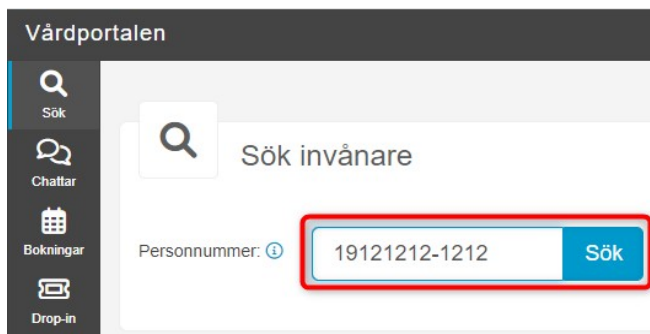 Vårdportalen
Sök
Chattar
Bokningar
Drop-in
Sök invånare
Personnummer:
19121212-1212
Sök